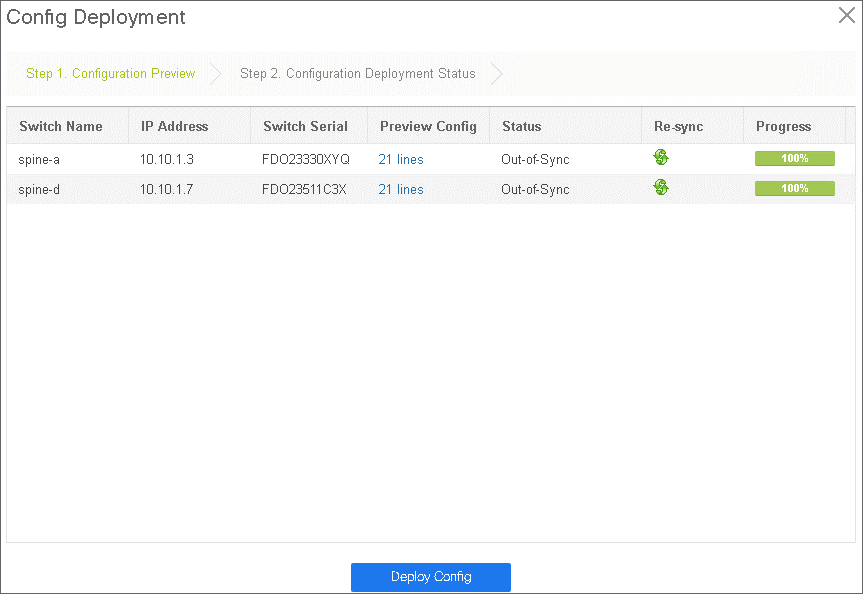 Config Deployment
Step 1. Configuration Preview
Step 2. Configuration Deployment Status
Switch Name IP Address Switch Serial Preview Config Status Re-sync Progress
spine-a 10.10.1.3 FDO23330XYQ 21 lines Out-of-Sync 100%
spine-d 10.10.1.7 FDO23511C3X 21 lines Out-of-Sync 100%
Deploy Config